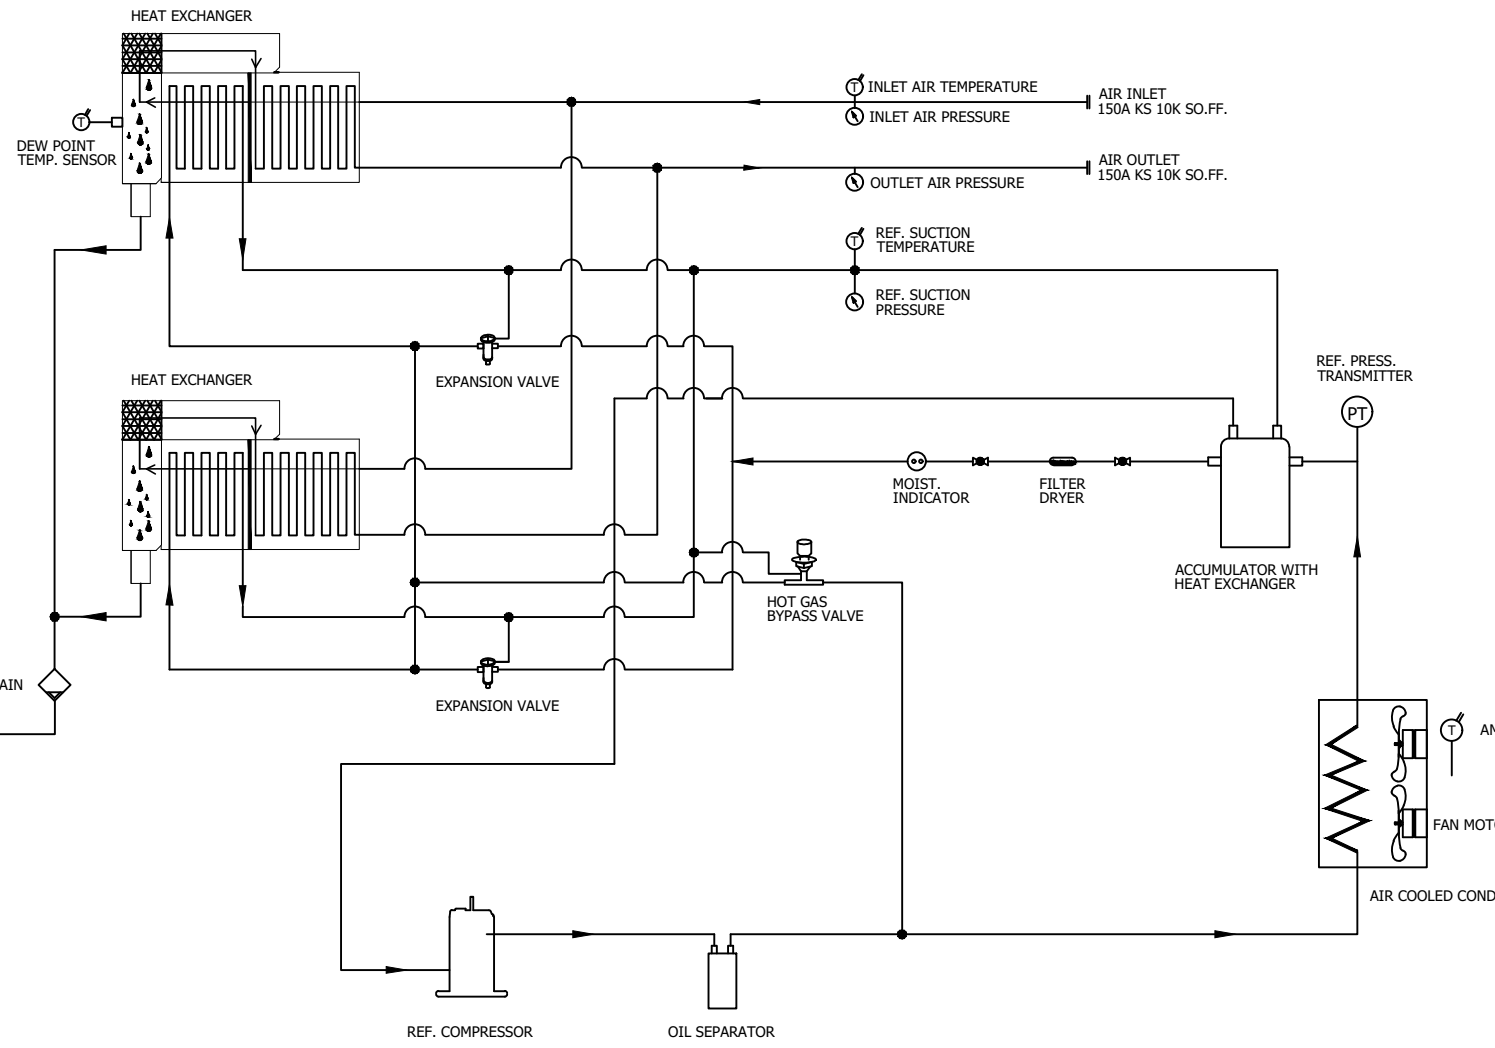 HEAT EXCHANGER
T
INLET AIR TEMPERATURE
INLET AIR PRESSURE
AIR INLET
150A KS 10K SO.FF.
T
DEW POINT
TEMP. SENSOR
AIR OUTLET
150A KS 10K SO.FF.
OUTLET AIR PRESSURE
T
REF. SUCTION
TEMPERATURE
REF. SUCTION
PRESSURE
EXPANSION VALVE
HEAT EXCHANGER
REF. PRESS.
TRANSMITTER
PT
MOIST.
INDICATOR
FILTER
DRYER
ACCUMULATOR WITH
HEAT EXCHANGER
HOT GAS
BYPASS VALVE
AIN
EXPANSION VALVE
T
AM
FAN MOTO
AIR COOLED COND
REF. COMPRESSOR
OIL SEPARATOR